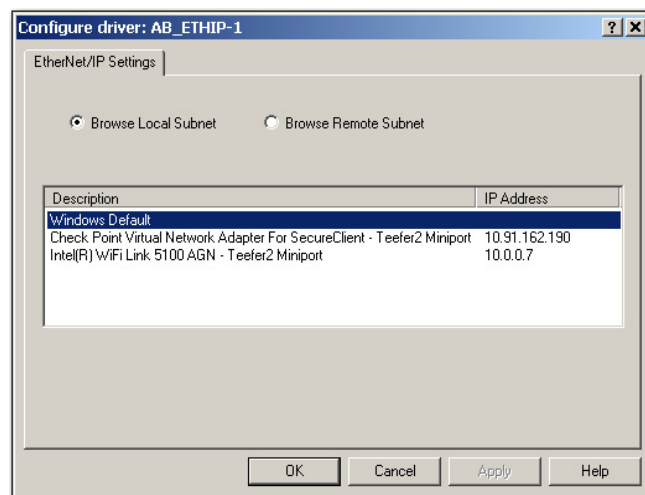 Configure driver: AB_ETHIP-1
EtherNet/IP Settings
Browse Local Subnet Browse Remote Subnet
Description IP Address
Windows Default
Check Point Virtual Network Adapter For SecureClient - Teefer2 Miniport 10.91.162.190
Intel(R) WiFi Link 5100 AGN - Teefer2 Miniport 10.0.0.7
OK Cancel Apply Help